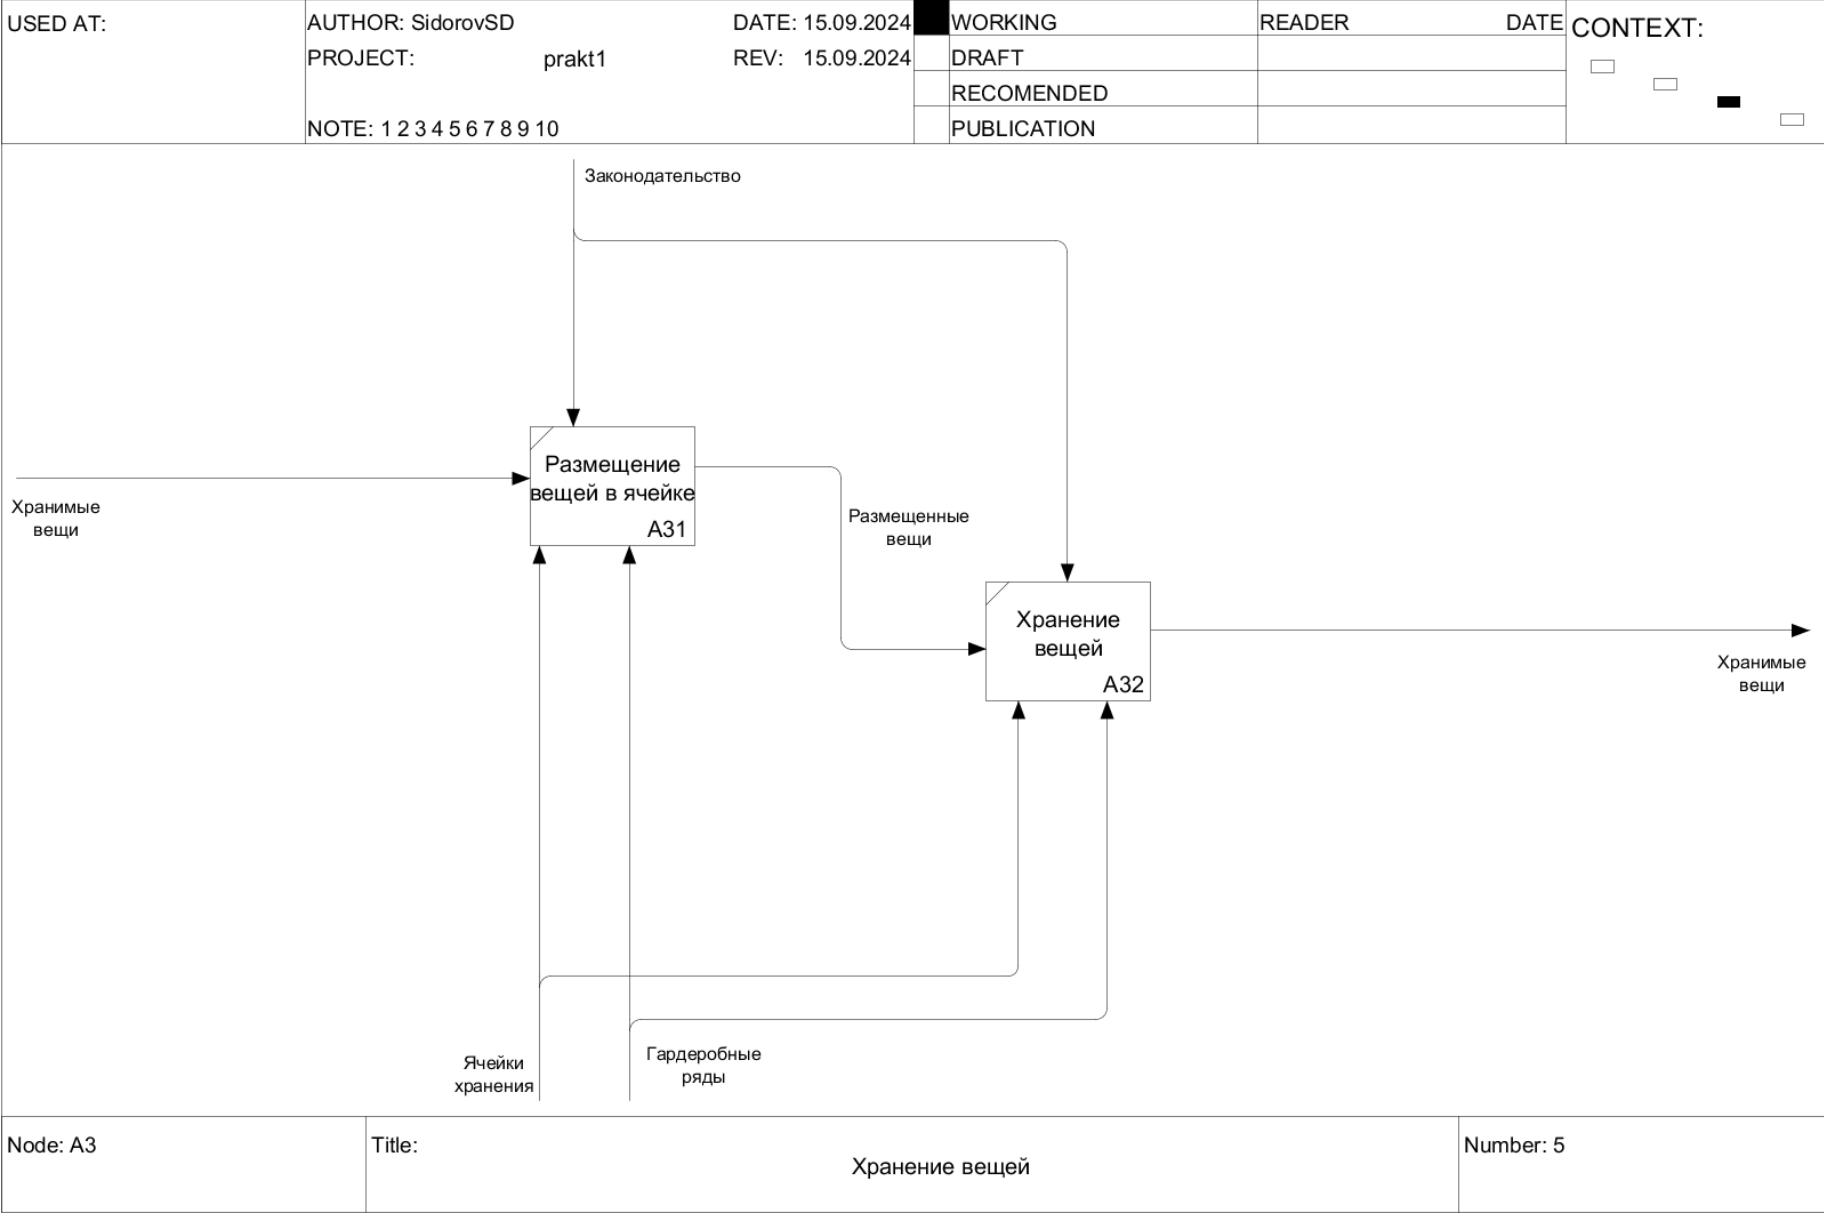 USED AT:
AUTHOR: SidorovSD
DATE: 15.09.2024
PROJECT: prakt1
REV: 15.09.2024
NOTE: 1 2 3 4 5 6 7 8 9 10
WORKING
DRAFT
RECOMENDED
PUBLICATION
READER DATE
CONTEXT:
Законодательство
Размещение
вещей в ячейке
A31
Хранимые
вещи
Размещенные
вещи
Хранение
вещей
A32
Хранимые
вещи
Ячейки
хранения
Гардеробные
ряды
Node: A3
Title:
Хранение вещей
Number: 5